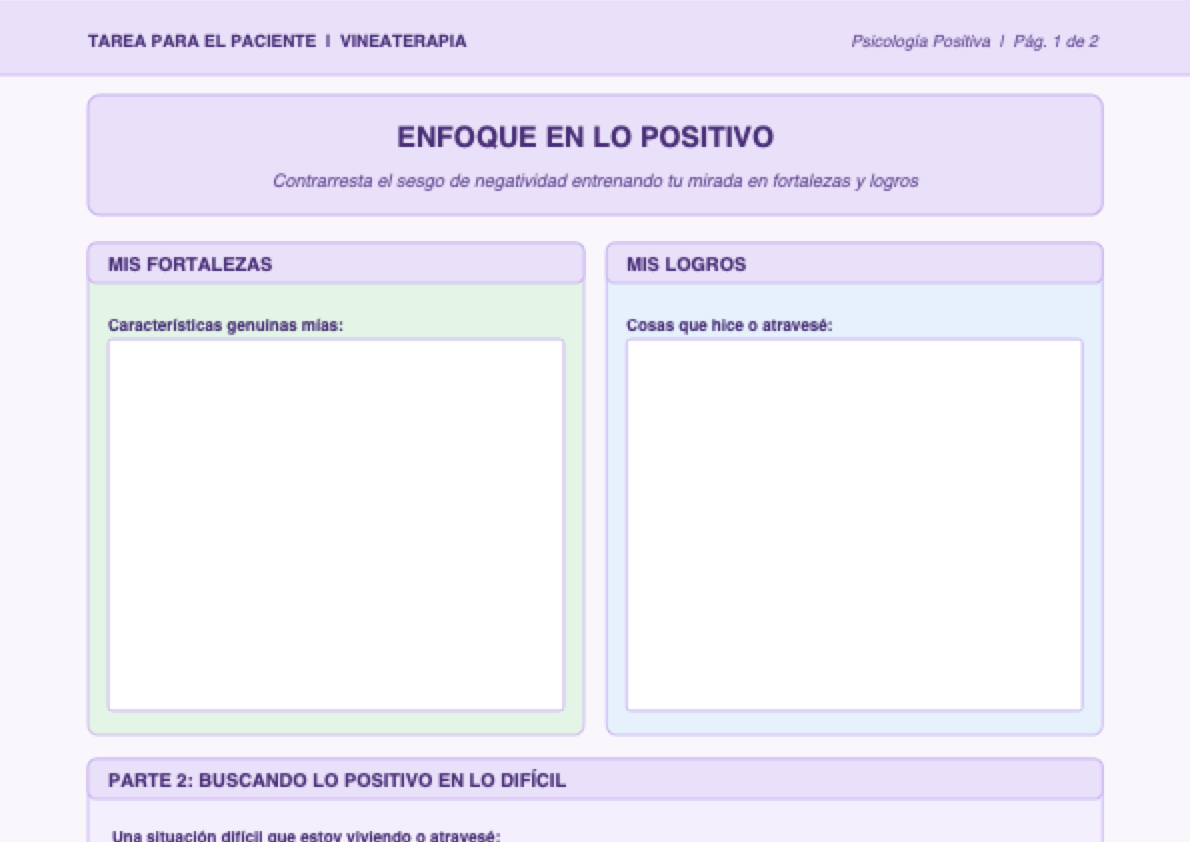 TAREA PARA EL PACIENTE | VINEATERAPIA
Psicología Positiva | Pág. 1 de 2
ENFOQUE EN LO POSITIVO
Contrarresta el sesgo de negatividad entrenando tu mirada en fortalezas y logros
MIS FORTALEZAS
Características genuinas mías:
MIS LOGROS
Cosas que hice o atravesé:
PARTE 2: BUSCANDO LO POSITIVO EN LO DIFÍCIL
Una situación difícil que estoy viviendo o atravesé: